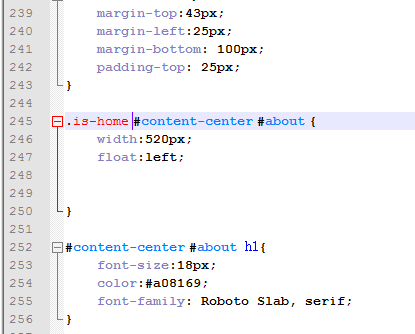 239 margin-top:43px;
240 margin-left:25px;
241 margin-bottom: 100px;
242 padding-top: 25px;
243 }
244
245 .is-home #content-center #about {
246 width:520px;
247 float:left;
248
249
250 }
251
252 #content-center #about h1{
253 font-size:18px;
254 color:#a08169;
255 font-family: Roboto Slab, serif;
256 }